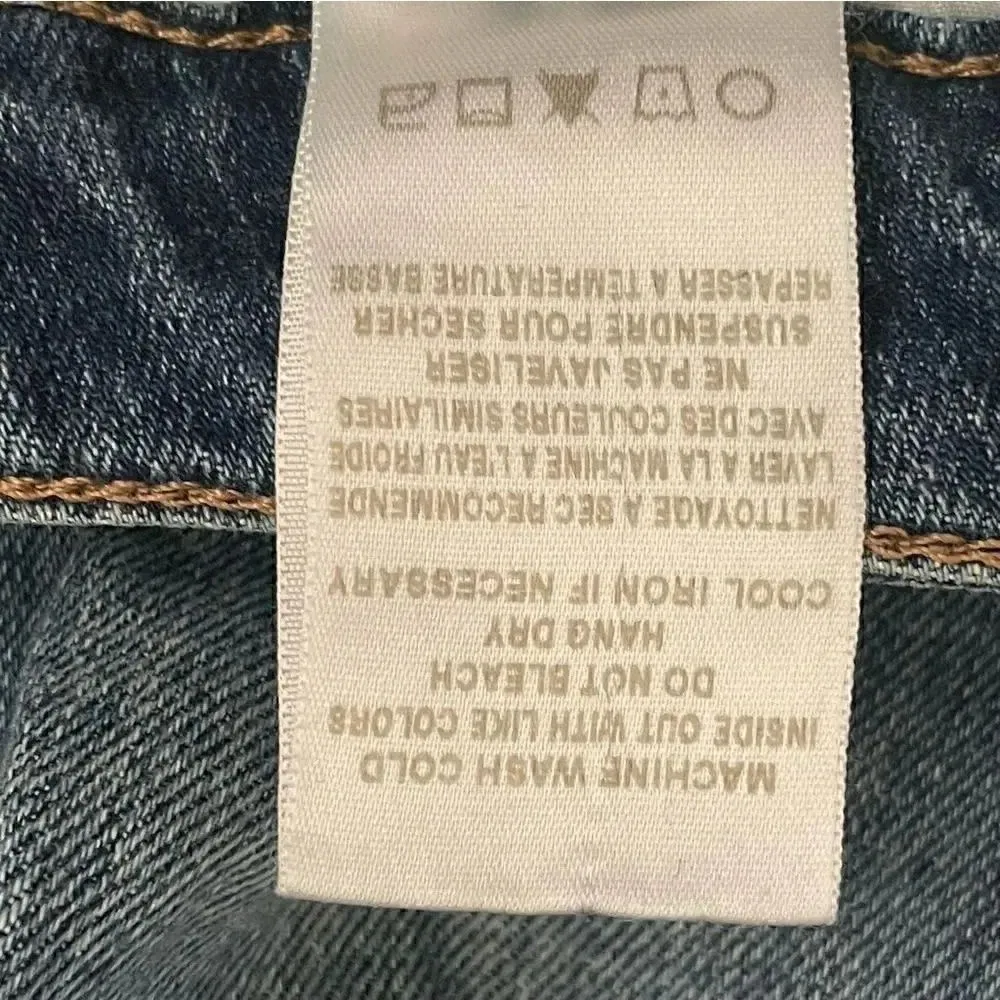 MACHINE WASH COLD
INSIDE OUT WITH LIKE COLORS
DO NOT BLEACH
HANG DRY
COOL IRON IF NECESSARY
NETTOYAGE A SEC RECOMMENDE
LAVER A LA MACHINE A L'EAU FROIDE
AVEC DES COULEURS SIMILAIRES
NE PAS JAVELISER
SUSPENDRE POUR SECHER
REPASSER A TEMPERATURE BASSE